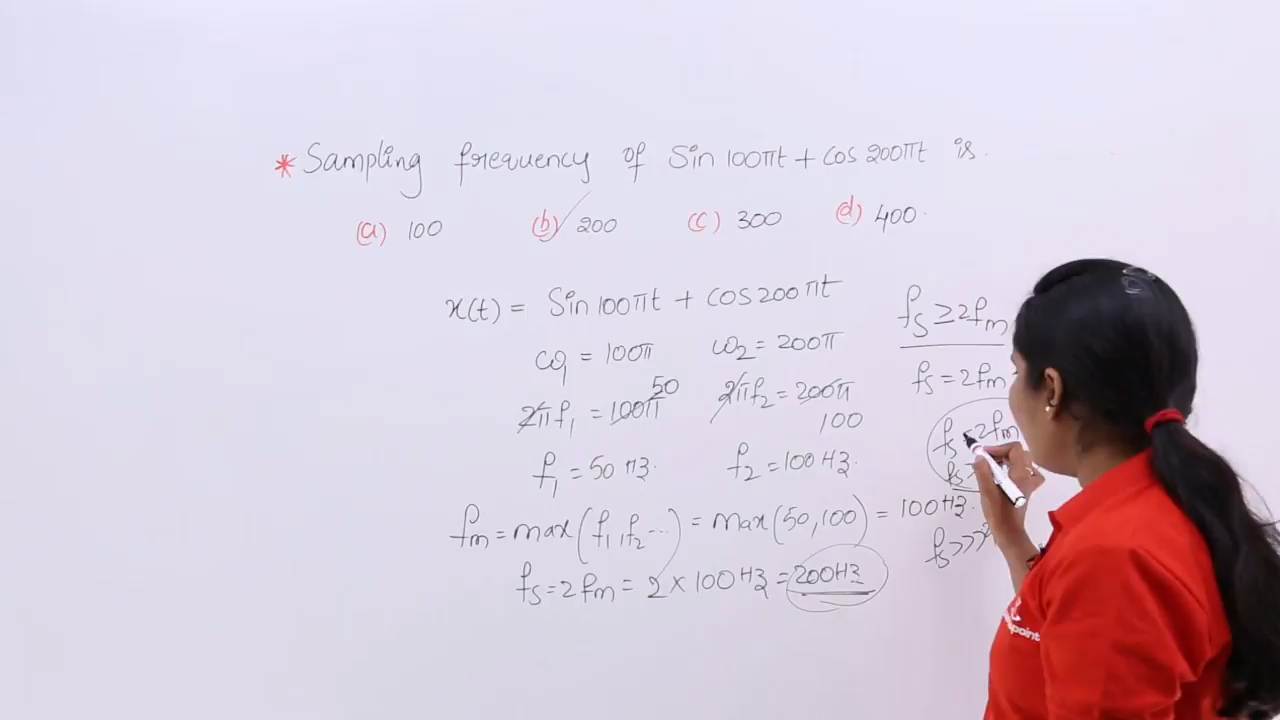 * Sampling frequency of Sin 100πt + cos 200πt is.
(a) 100 (b) 200 (c) 300 (d) 400.
x(t) = Sin 100πt + cos 200πt
ω₁ = 100π ω₂ = 200π
2πf₁ = 100π 50 2πf₂ = 200π 100
f₁ = 50 Hz. f₂ = 100 Hz.
fm = max(f₁, f₂ ...) = max(50, 100) = 100 Hz.
fs = 2fm = 2 × 100 Hz = 200 Hz
fs ≥ 2fm
fs = 2fm
2fm
fs >>>
point